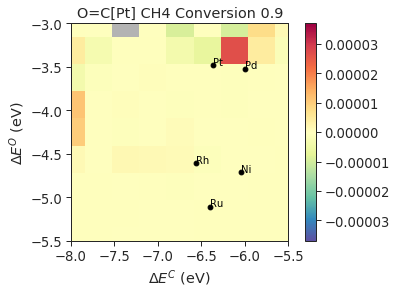 O=C[Pt] CH4 Conversion 0.9
−3.0
−3.5
−4.0
−4.5
−5.0
−5.5
ΔE^O (eV)
Pt
Pd
Rh
Ni
Ru
−8.0 −7.5 −7.0 −6.5 −6.0 −5.5
ΔE^C (eV)
0.00003
0.00002
0.00001
0.00000
−0.00001
−0.00002
−0.00003